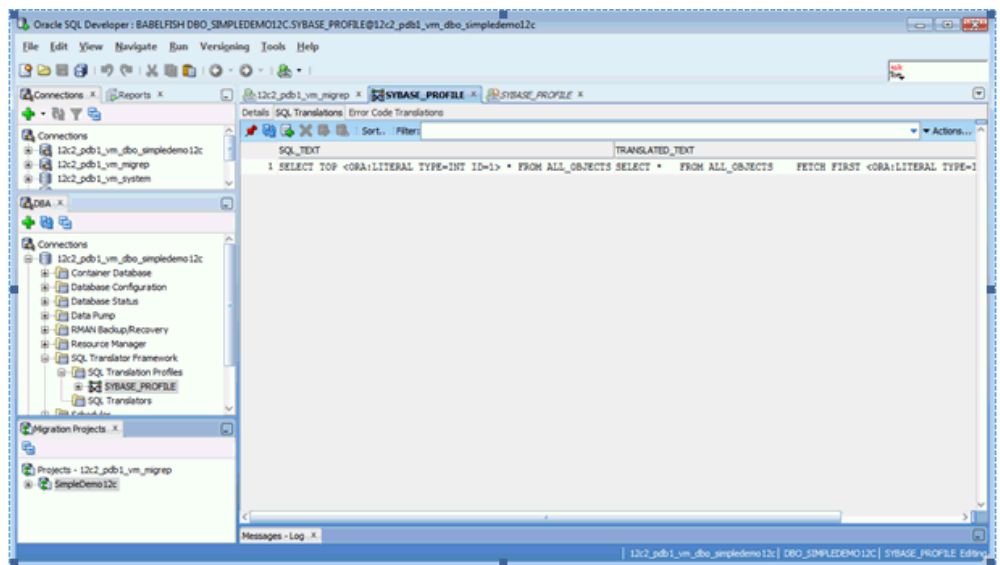 Oracle SQL Developer : BABELFISH DBO_SIMPLEDEMO12C.SYBASE_PROFILE@12c2_pdb1_vm_dbo_simpledemo12c
File Edit View Navigate Run Versioning Tools Help
Connections Reports
12c2_pdb1_vm_migrep SYBASE_PROFILE SYBASE_PROFILE
Details SQL Translations Error Code Translations
Sort.. Filter: Actions...
Connections
12c2_pdb1_vm_dbo_simpledemo12c
12c2_pdb1_vm_migrep
12c2_pdb1_vm_system
SQL_TEXT TRANSLATED_TEXT
1 SELECT TOP <ORA:LITERAL TYPE=INT ID=1> * FROM ALL_OBJECTS SELECT * FROM ALL_OBJECTS FETCH FIRST <ORA:LITERAL TYPE=I
DBA
Connections
12c2_pdb1_vm_dbo_simpledemo12c
Container Database
Database Configuration
Database Status
Data Pump
RMAN Backup/Recovery
Resource Manager
SQL Translator Framework
SQL Translation Profiles
SYBASE_PROFILE
SQL Translators
Migration Projects
Projects - 12c2_pdb1_vm_migrep
SimpleDemo12c
Messages - Log
12c2_pdb1_vm_dbo_simpledemo12c | DBO_SIMPLEDEMO12C | SYBASE_PROFILE Editing